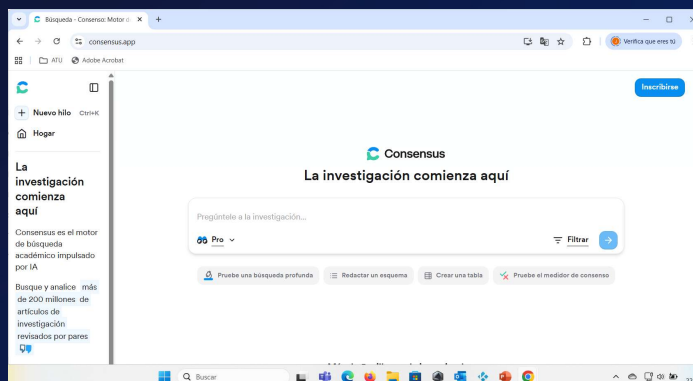 Búsqueda - Consenso: Motor d
consensus.app
Verifica que eres tú
ATU
Adobe Acrobat
Inscribirse
Nuevo hilo Ctrl+K
Hogar
La
investigación
comienza
aquí
Consensus es el motor
de búsqueda
académico impulsado
por IA
Busque y analice más
de 200 millones de
artículos de
investigación
revisados por pares
Consensus
La investigación comienza aquí
Pregúntele a la investigación...
Pro
Filtrar
Pruebe una búsqueda profunda
Redactar un esquema
Crear una tabla
Pruebe el medidor de consenso
Buscar